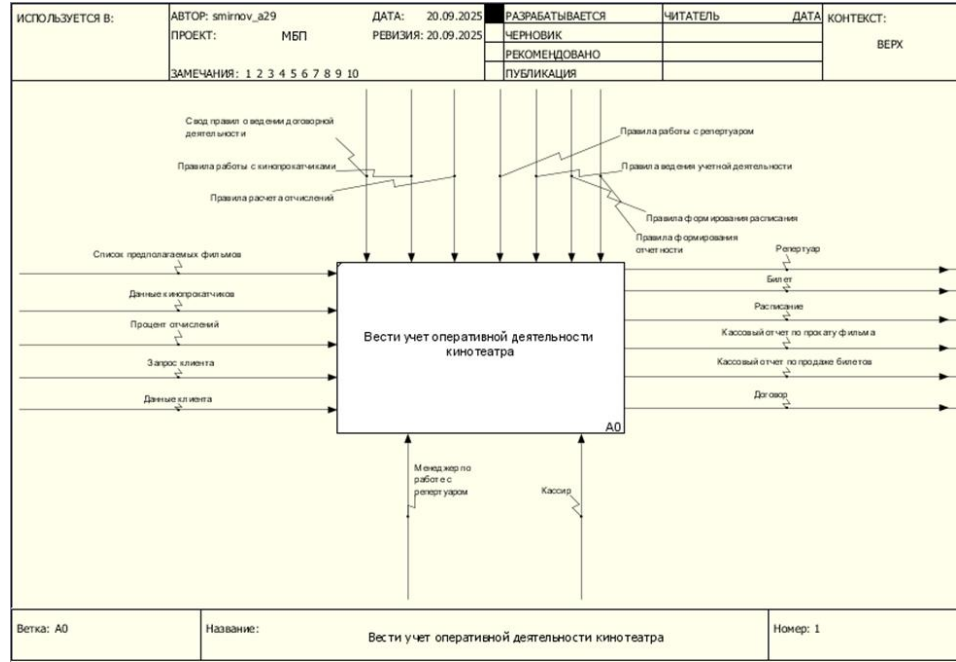 ИСПОЛЬЗУЕТСЯ В:
АВТОР: smirnov_a29
ДАТА: 20.09.2025
РАЗРАБАТЫВАЕТСЯ
ЧИТАТЕЛЬ
ДАТА
КОНТЕКСТ:
ПРОЕКТ: МБП
РЕВИЗИЯ: 20.09.2025
ЧЕРНОВИК
ВЕРХ
РЕКОМЕНДОВАНО
ЗАМЕЧАНИЯ: 1 2 3 4 5 6 7 8 9 10
ПУБЛИКАЦИЯ
Свод правил о ведении договорной
деятельности
Правила работы с кинопрокатчиками
Правила расчета отчислений
Правила работы с репертуаром
Правила ведения учетной деятельности
Правила формирования расписания
Правила формирования
отчетности
Список предполагаемых фильмов
Данные кинопрокатчиков
Процент отчислений
Запрос клиента
Данные клиента
Вести учет оперативной деятельности
кинотеатра
A0
Репертуар
Билет
Расписание
Кассовый отчет по прокату фильма
Кассовый отчет по продаже билетов
Договор
Менеджер по
работе с
репертуаром
Кассир
Ветка: A0
Название:
Вести учет оперативной деятельности кинотеатра
Номер: 1